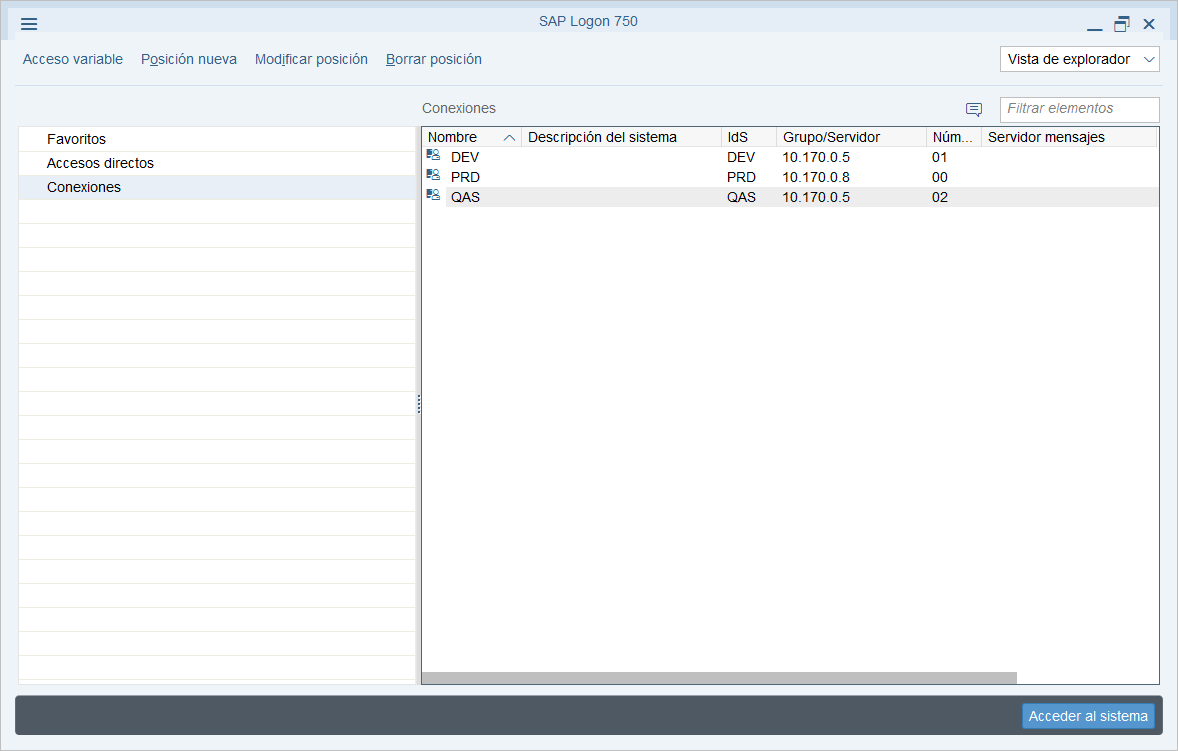 SAP Logon 750
Acceso variable Posición nueva Modificar posición Borrar posición Vista de explorador
Conexiones Filtrar elementos
Favoritos
Accesos directos
Conexiones
Nombre Descripción del sistema IdS Grupo/Servidor Núm... Servidor mensajes
DEV DEV 10.170.0.5 01
PRD PRD 10.170.0.8 00
QAS QAS 10.170.0.5 02
Acceder al sistema